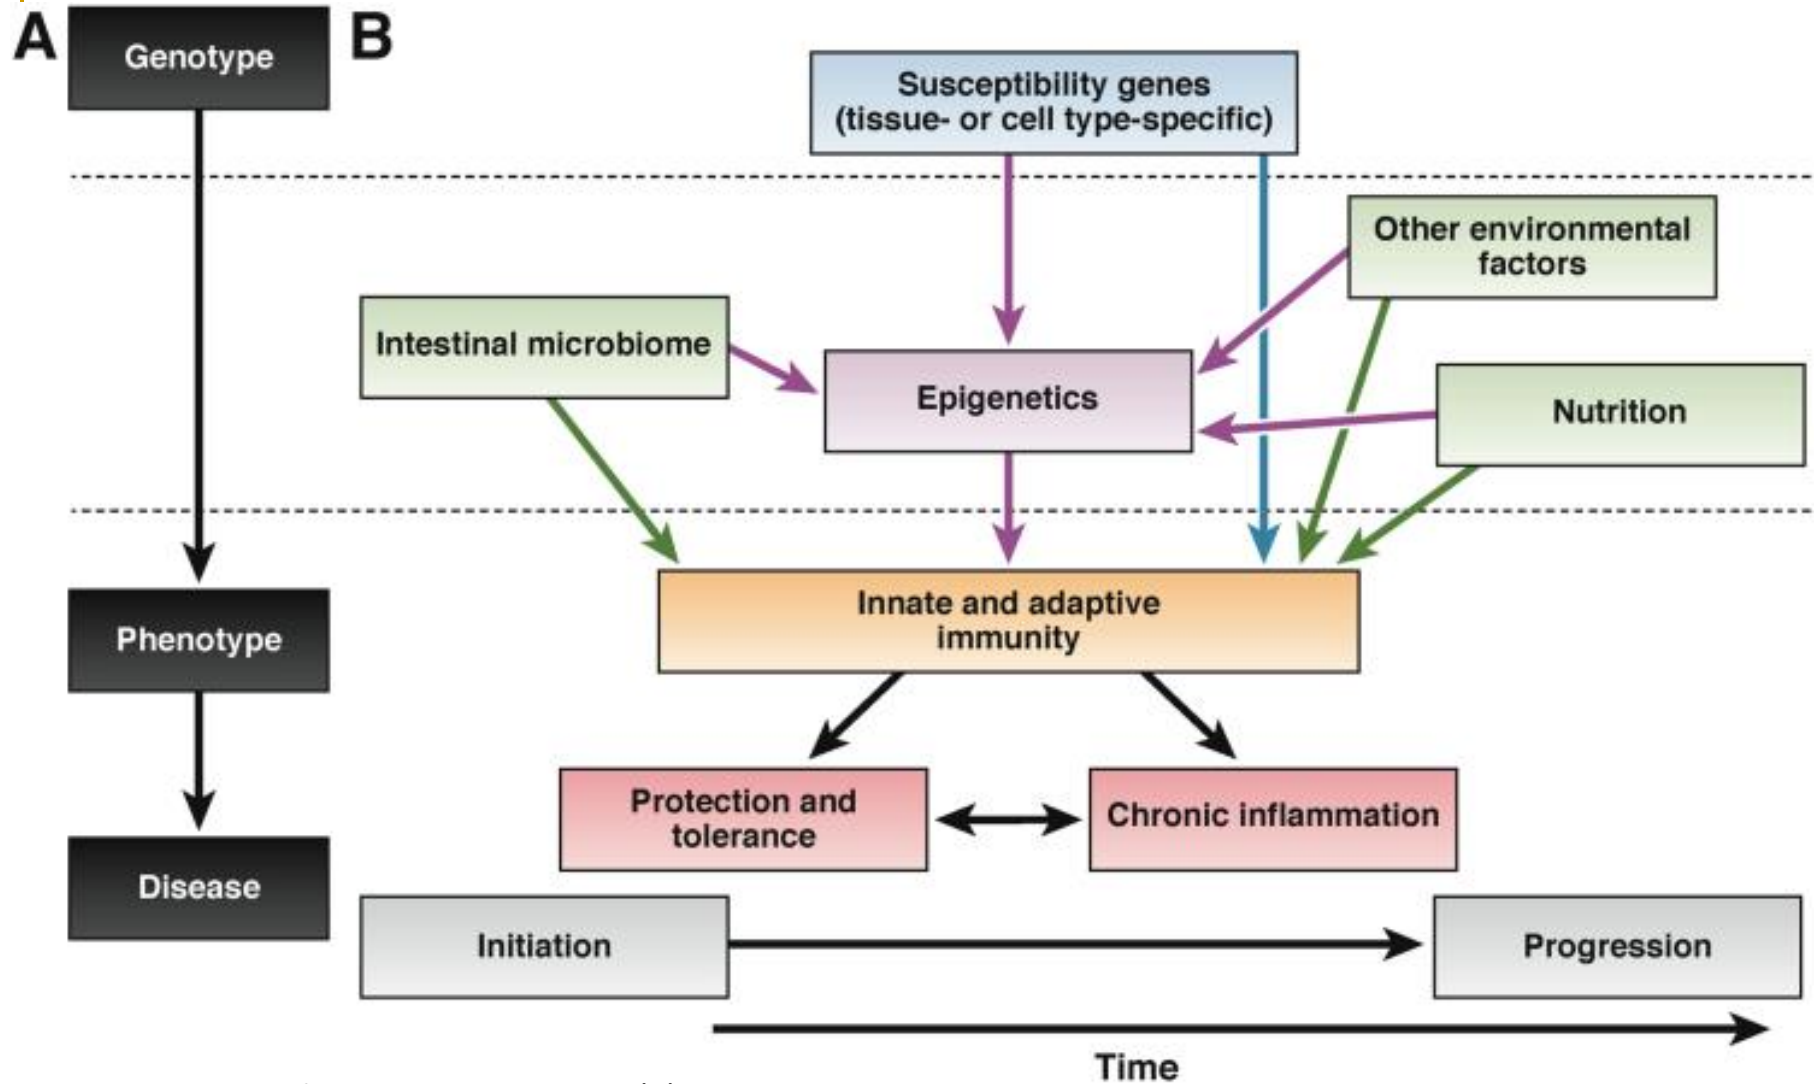 A
Genotype
Phenotype
Disease
B
Susceptibility genes
(tissue- or cell type-specific)
Other environmental
factors
Intestinal microbiome
Epigenetics
Nutrition
Innate and adaptive
immunity
Protection and
tolerance
Chronic inflammation
Initiation
Progression
Time